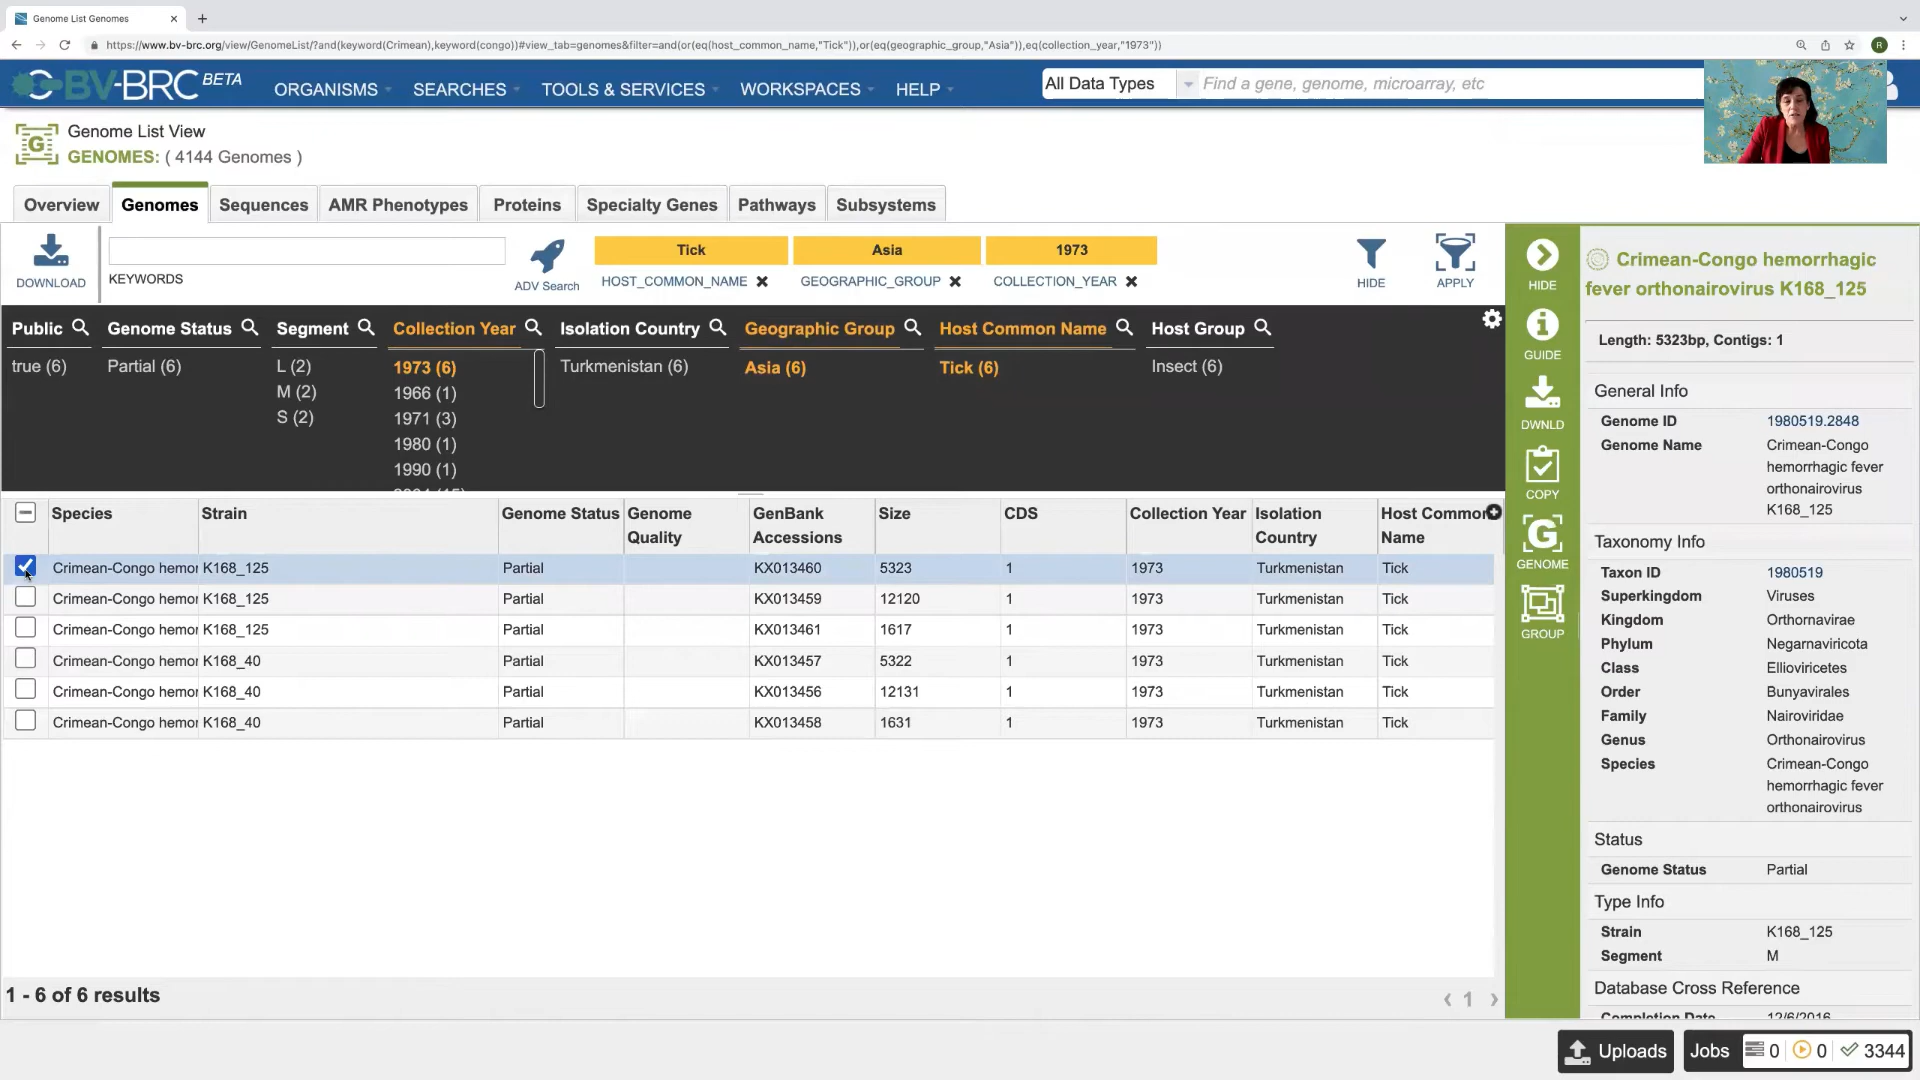 Genome List Genomes
https://www.bv-brc.org/view/GenomeList/?and(keyword(Crimean),keyword(congo))#view_tab=genomes&filter=and(or(eq(host_common_name,"Tick")),or(eq(geographic_group,"Asia")),eq(collection_year,"1973"))
R
BV-BRC BETA
ORGANISMS SEARCHES TOOLS & SERVICES WORKSPACES HELP
All Data Types Find a gene, genome, microarray, etc
Genome List View
GENOMES: ( 4144 Genomes )
Overview Genomes Sequences AMR Phenotypes Proteins Specialty Genes Pathways Subsystems
DOWNLOAD
KEYWORDS
ADV Search
Tick Asia 1973
HOST_COMMON_NAME GEOGRAPHIC_GROUP COLLECTION_YEAR
HIDE APPLY
Public Genome Status Segment Collection Year Isolation Country Geographic Group Host Common Name Host Group
true (6) Partial (6) L (2) 1973 (6) Turkmenistan (6) Asia (6) Tick (6) Insect (6)
M (2) 1966 (1)
S (2) 1971 (3)
1980 (1)
1990 (1)
Species Strain Genome Status Genome Quality GenBank Accessions Size CDS Collection Year Isolation Country Host Common Name
Crimean-Congo hemor K168_125 Partial KX013460 5323 1 1973 Turkmenistan Tick
Crimean-Congo hemor K168_125 Partial KX013459 12120 1 1973 Turkmenistan Tick
Crimean-Congo hemor K168_125 Partial KX013461 1617 1 1973 Turkmenistan Tick
Crimean-Congo hemor K168_40 Partial KX013457 5322 1 1973 Turkmenistan Tick
Crimean-Congo hemor K168_40 Partial KX013456 12131 1 1973 Turkmenistan Tick
Crimean-Congo hemor K168_40 Partial KX013458 1631 1 1973 Turkmenistan Tick
1 - 6 of 6 results
1
HIDE
GUIDE
DWNLD
COPY
GENOME
GROUP
Crimean-Congo hemorrhagic
fever orthonairovirus K168_125
Length: 5323bp, Contigs: 1
General Info
Genome ID 1980519.2848
Genome Name Crimean-Congo
hemorrhagic fever
orthonairovirus
K168_125
Taxonomy Info
Taxon ID 1980519
Superkingdom Viruses
Kingdom Orthornavirae
Phylum Negarnaviricota
Class Ellioviricetes
Order Bunyavirales
Family Nairoviridae
Genus Orthonairovirus
Species Crimean-Congo
hemorrhagic fever
orthonairovirus
Status
Genome Status Partial
Type Info
Strain K168_125
Segment M
Database Cross Reference
Completion Date 12/6/2016
Uploads Jobs 0 0 3344